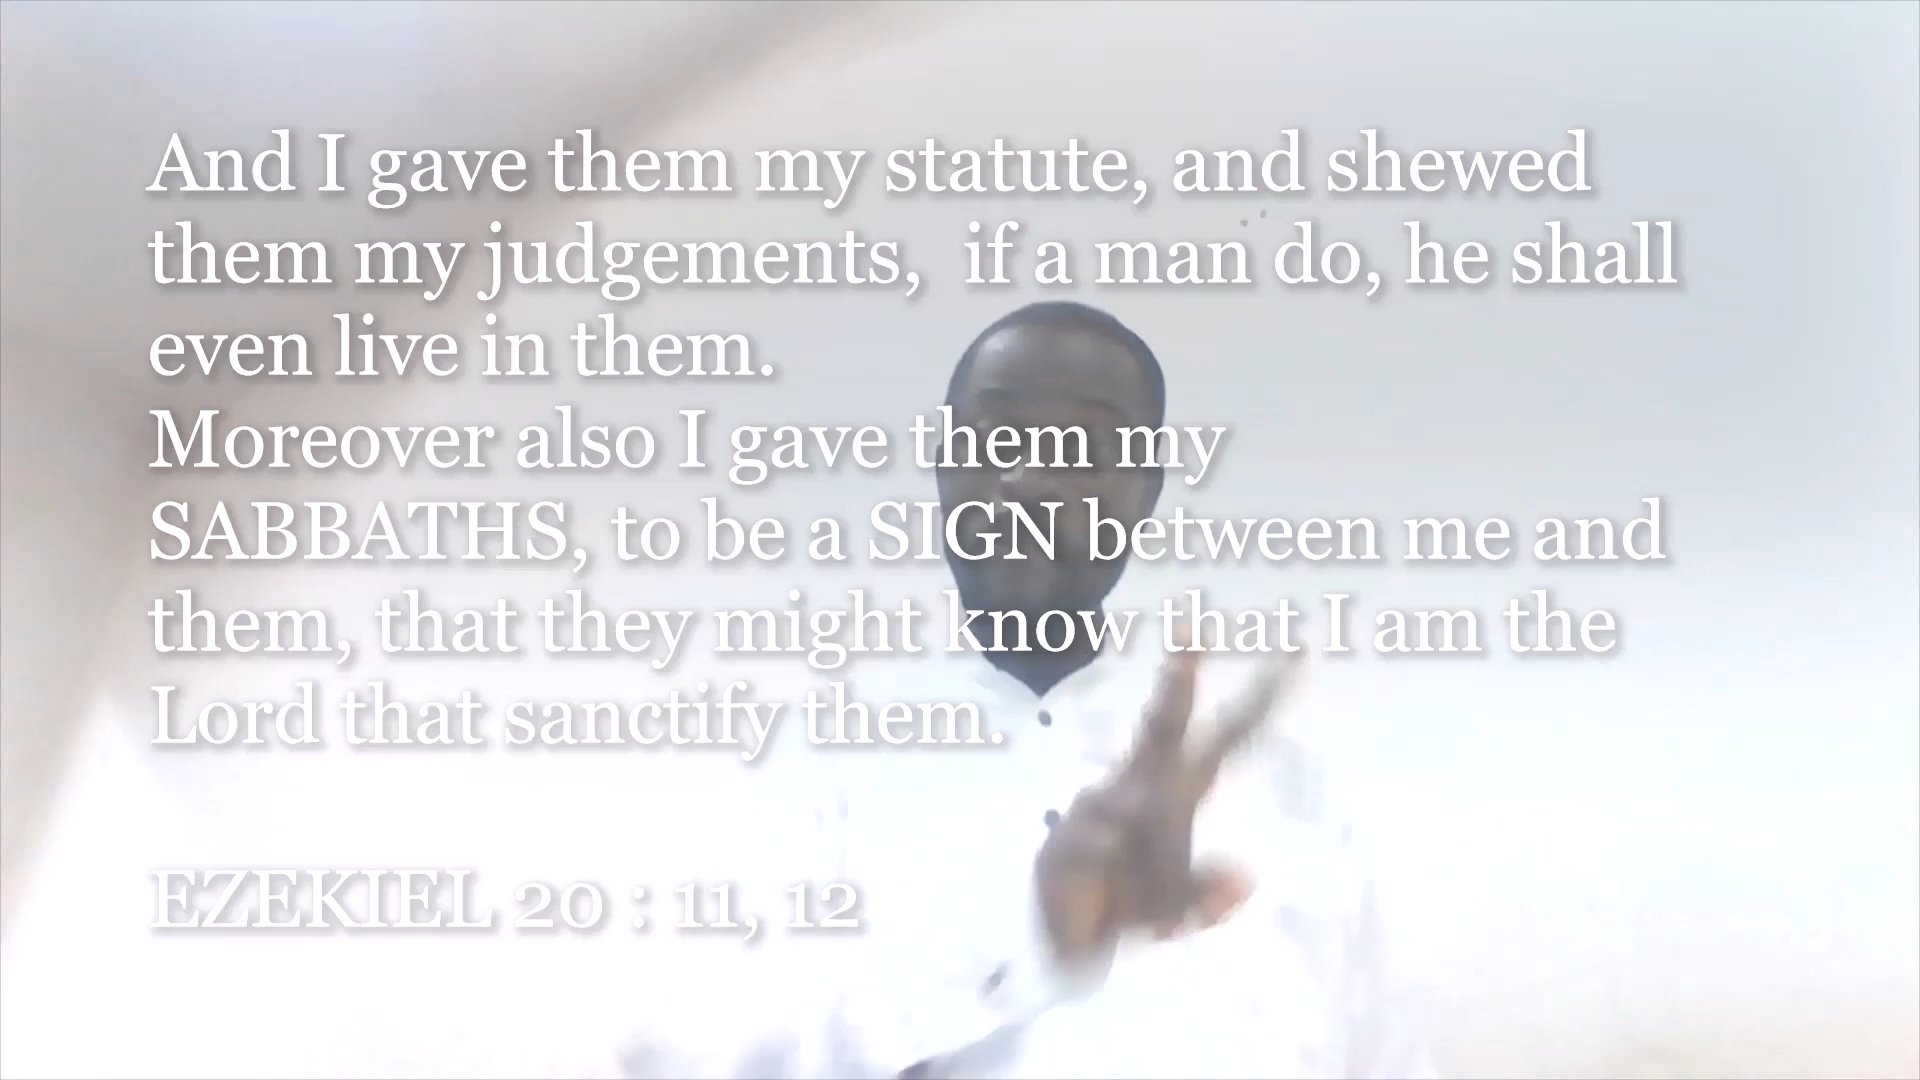 And I gave them my statute, and shewed
them my judgements, if a man do, he shall
even live in them.
Moreover also I gave them my
SABBATHS, to be a SIGN between me and
them, that they might know that I am the
Lord that sanctify them.
EZEKIEL 20 : 11, 12